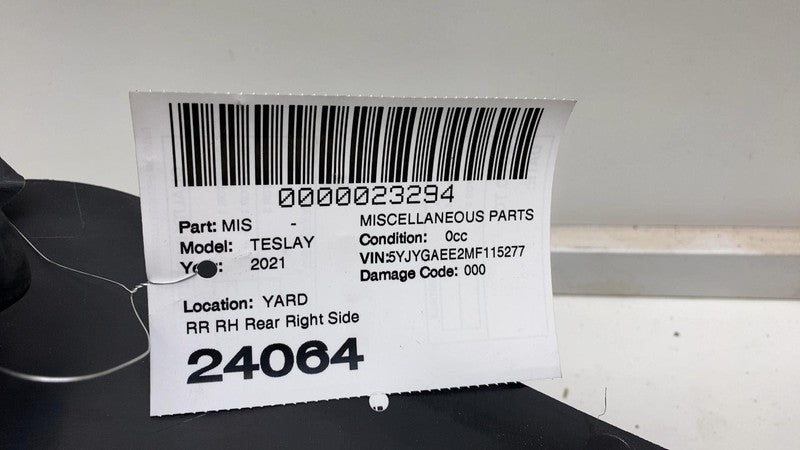 0000023294
Part: MIS - MISCELLANEOUS PARTS
Model: TESLAY Condition: 0cc
2021 VIN:5YJYGAEE2MF115277
Damage Code: 000
Location: YARD
RR RH Rear Right Side
24064